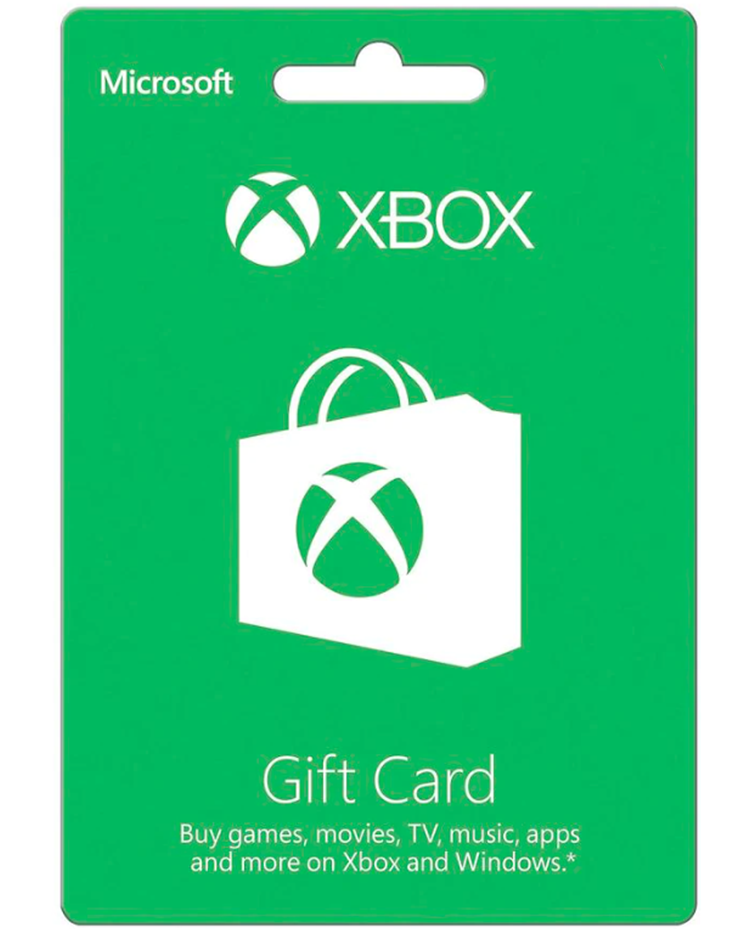 Microsoft
XBOX
Gift Card
Buy games, movies, TV, music, apps
and more on Xbox and Windows.*